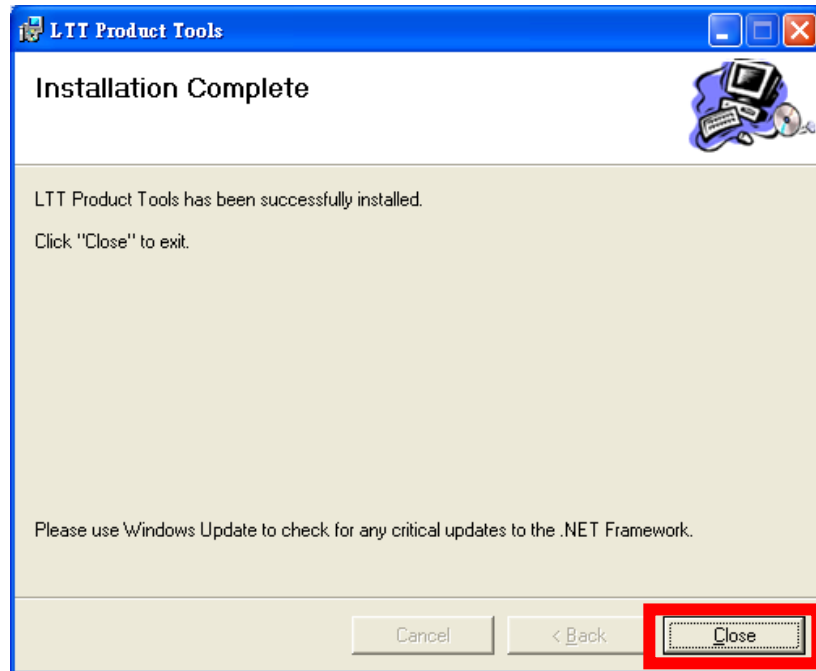 LTT Product Tools
Installation Complete
LTT Product Tools has been successfully installed.
Click "Close" to exit.
Please use Windows Update to check for any critical updates to the .NET Framework.
Cancel
< Back
Close